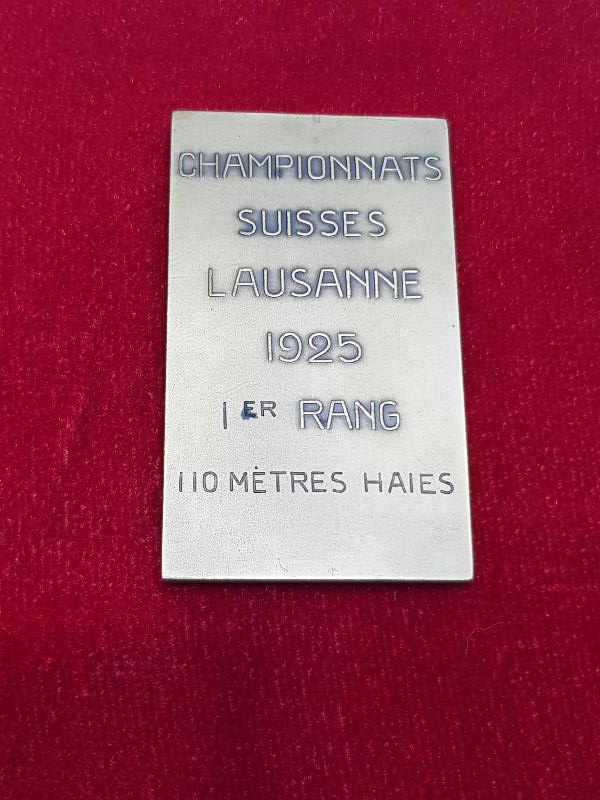 CHAMPIONNATS
SUISSES
LAUSANNE
1925
1ER RANG
110 MÈTRES HAIES